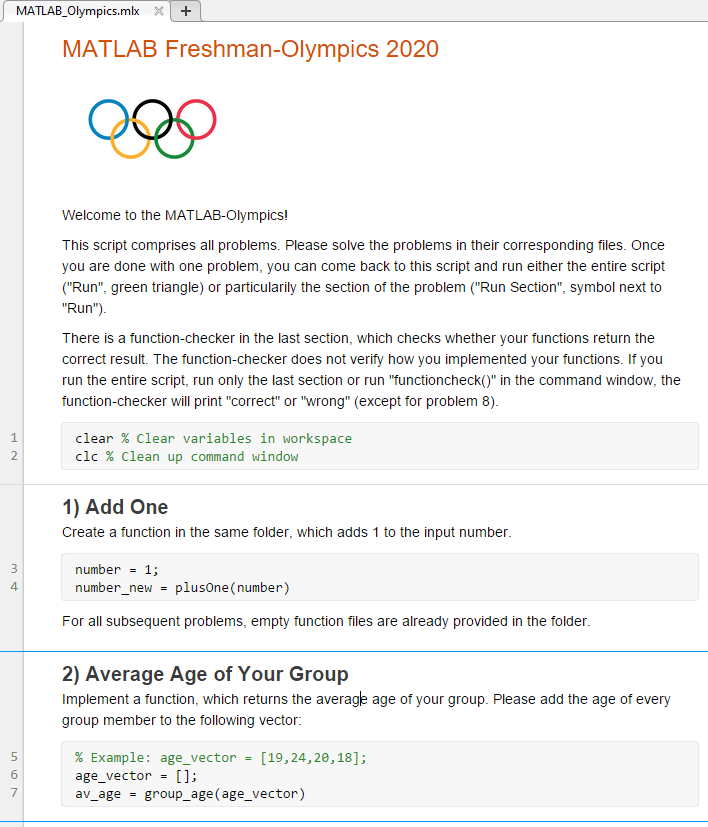 MATLAB_Olympics.mlx
MATLAB Freshman-Olympics 2020
Welcome to the MATLAB-Olympics!
This script comprises all problems. Please solve the problems in their corresponding files. Once
you are done with one problem, you can come back to this script and run either the entire script
("Run", green triangle) or particularily the section of the problem ("Run Section", symbol next to
"Run").
There is a function-checker in the last section, which checks whether your functions return the
correct result. The function-checker does not verify how you implemented your functions. If you
run the entire script, run only the last section or run "functioncheck()" in the command window, the
function-checker will print "correct" or "wrong" (except for problem 8).
1 clear % Clear variables in workspace
2 clc % Clean up command window
1) Add One
Create a function in the same folder, which adds 1 to the input number.
3 number = 1;
4 number_new = plusOne(number)
For all subsequent problems, empty function files are already provided in the folder.
2) Average Age of Your Group
Implement a function, which returns the average age of your group. Please add the age of every
group member to the following vector:
5 % Example: age_vector = [19,24,20,18];
6 age_vector = [];
7 av_age = group_age(age_vector)